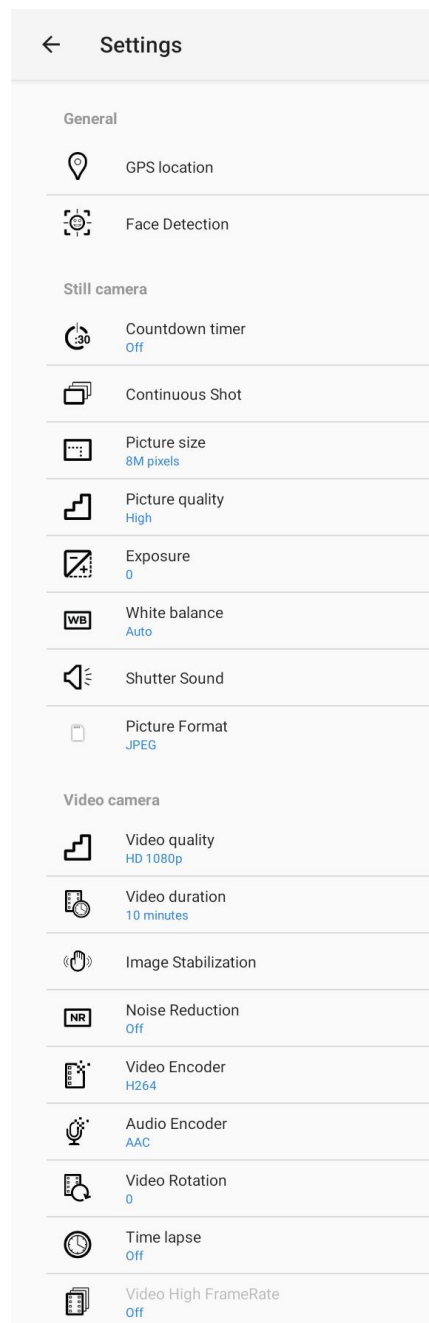 Settings
General
GPS location
Face Detection
Still camera
:30
Countdown timer
Off
Continuous Shot
Picture size
8M pixels
Picture quality
High
Exposure
0
WB
White balance
Auto
Shutter Sound
Picture Format
JPEG
Video camera
Video quality
HD 1080p
Video duration
10 minutes
Image Stabilization
NR
Noise Reduction
Off
Video Encoder
H264
Audio Encoder
AAC
Video Rotation
0
Time lapse
Off
Video High FrameRate
Off